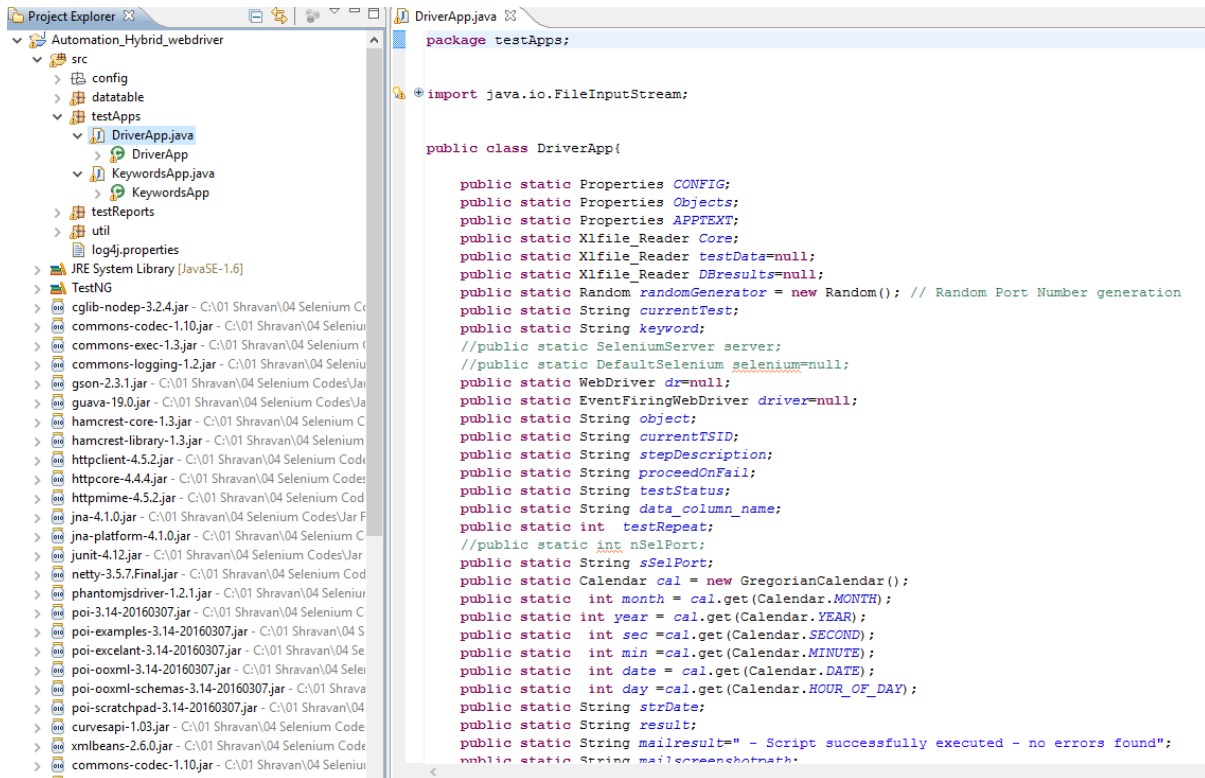 Project Explorer
Automation_Hybrid_webdriver
src
config
datatable
testApps
DriverApp.java
DriverApp
KeywordsApp.java
KeywordsApp
testReports
util
log4j.properties
JRE System Library [JavaSE-1.6]
TestNG
cglib-nodep-3.2.4.jar - C:\01 Shravan\04 Selenium Co
commons-codec-1.10.jar - C:\01 Shravan\04 Seleniu
commons-exec-1.3.jar - C:\01 Shravan\04 Selenium
commons-logging-1.2.jar - C:\01 Shravan\04 Seleniu
gson-2.3.1.jar - C:\01 Shravan\04 Selenium Codes\Ja
guava-19.0.jar - C:\01 Shravan\04 Selenium Codes\Ja
hamcrest-core-1.3.jar - C:\01 Shravan\04 Selenium C
hamcrest-library-1.3.jar - C:\01 Shravan\04 Selenium
httpclient-4.5.2.jar - C:\01 Shravan\04 Selenium Code
httpcore-4.4.4.jar - C:\01 Shravan\04 Selenium Codes
httpmime-4.5.2.jar - C:\01 Shravan\04 Selenium Cod
jna-4.1.0.jar - C:\01 Shravan\04 Selenium Codes\Jar F
jna-platform-4.1.0.jar - C:\01 Shravan\04 Selenium C
junit-4.12.jar - C:\01 Shravan\04 Selenium Codes\Jar
netty-3.5.7.Final.jar - C:\01 Shravan\04 Selenium Cod
phantomjsdriver-1.2.1.jar - C:\01 Shravan\04 Seleniur
poi-3.14-20160307.jar - C:\01 Shravan\04 Selenium C
poi-examples-3.14-20160307.jar - C:\01 Shravan\04 S
poi-excelant-3.14-20160307.jar - C:\01 Shravan\04 Se
poi-ooxml-3.14-20160307.jar - C:\01 Shravan\04 Sele
poi-ooxml-schemas-3.14-20160307.jar - C:\01 Shrava
poi-scratchpad-3.14-20160307.jar - C:\01 Shravan\04
curvesapi-1.03.jar - C:\01 Shravan\04 Selenium Code
xmlbeans-2.6.0.jar - C:\01 Shravan\04 Selenium Code
commons-codec-1.10.jar - C:\01 Shravan\04 Seleniu
DriverApp.java
package testApps;
import java.io.FileInputStream;
public class DriverApp{
public static Properties CONFIG;
public static Properties Objects;
public static Properties APPTEXT;
public static Xlfile_Reader Core;
public static Xlfile_Reader testData=null;
public static Xlfile_Reader DBresults=null;
public static Random randomGenerator = new Random(); // Random Port Number generation
public static String currentTest;
public static String keyword;
//public static SeleniumServer server;
//public static DefaultSelenium selenium=null;
public static WebDriver dr=null;
public static EventFiringWebDriver driver=null;
public static String object;
public static String currentTSID;
public static String stepDescription;
public static String proceedOnFail;
public static String testStatus;
public static String data_column_name;
public static int  testRepeat;
//public static int nSelPort;
public static String sSelPort;
public static Calendar cal = new GregorianCalendar();
public static  int month = cal.get(Calendar.MONTH);
public static int year = cal.get(Calendar.YEAR);
public static  int sec =cal.get(Calendar.SECOND);
public static  int min =cal.get(Calendar.MINUTE);
public static  int date = cal.get(Calendar.DATE);
public static  int day =cal.get(Calendar.HOUR_OF_DAY);
public static String strDate;
public static String result;
public static String mailresult=" - Script successfully executed - no errors found";
public static String mailscreenshotpath;